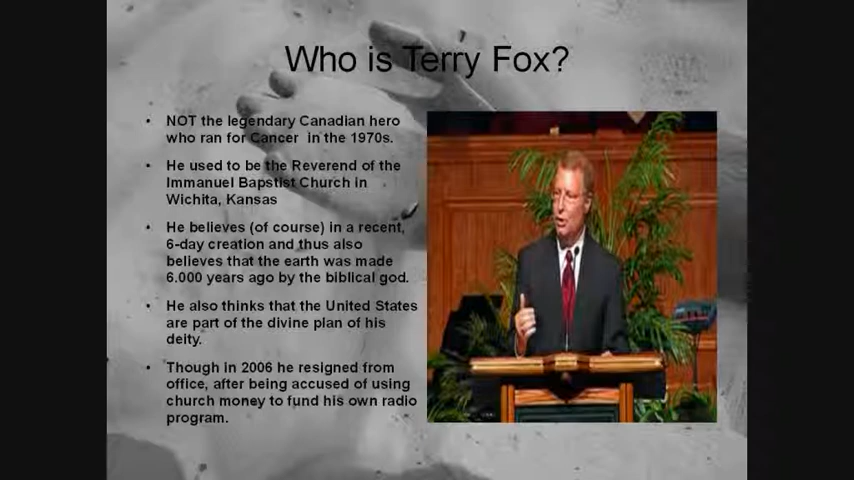 Who is Terry Fox?
• NOT the legendary Canadian hero
who ran for Cancer in the 1970s.
• He used to be the Reverend of the
Immanuel Bapstist Church in
Wichita, Kansas
• He believes (of course) in a recent,
6-day creation and thus also
believes that the earth was made
6.000 years ago by the biblical god.
• He also thinks that the United States
are part of the divine plan of his
deity.
• Though in 2006 he resigned from
office, after being accused of using
church money to fund his own radio
program.